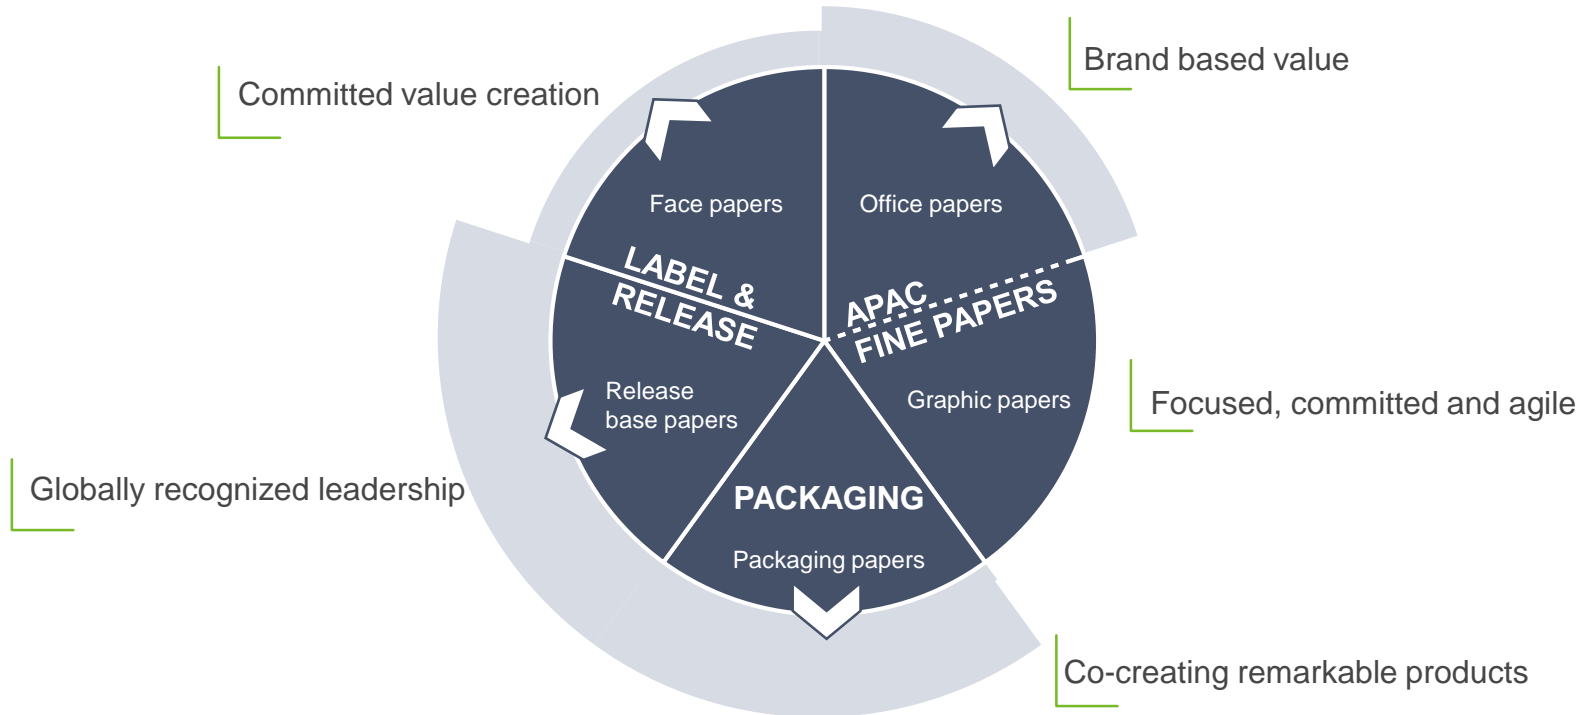 Brand based value
Committed value creation
Face papers
Office papers
LABEL &
RELEASE
APAC
FINE PAPERS
Release
base papers
Graphic papers
Focused, committed and agile
Globally recognized leadership
PACKAGING
Packaging papers
Co-creating remarkable products